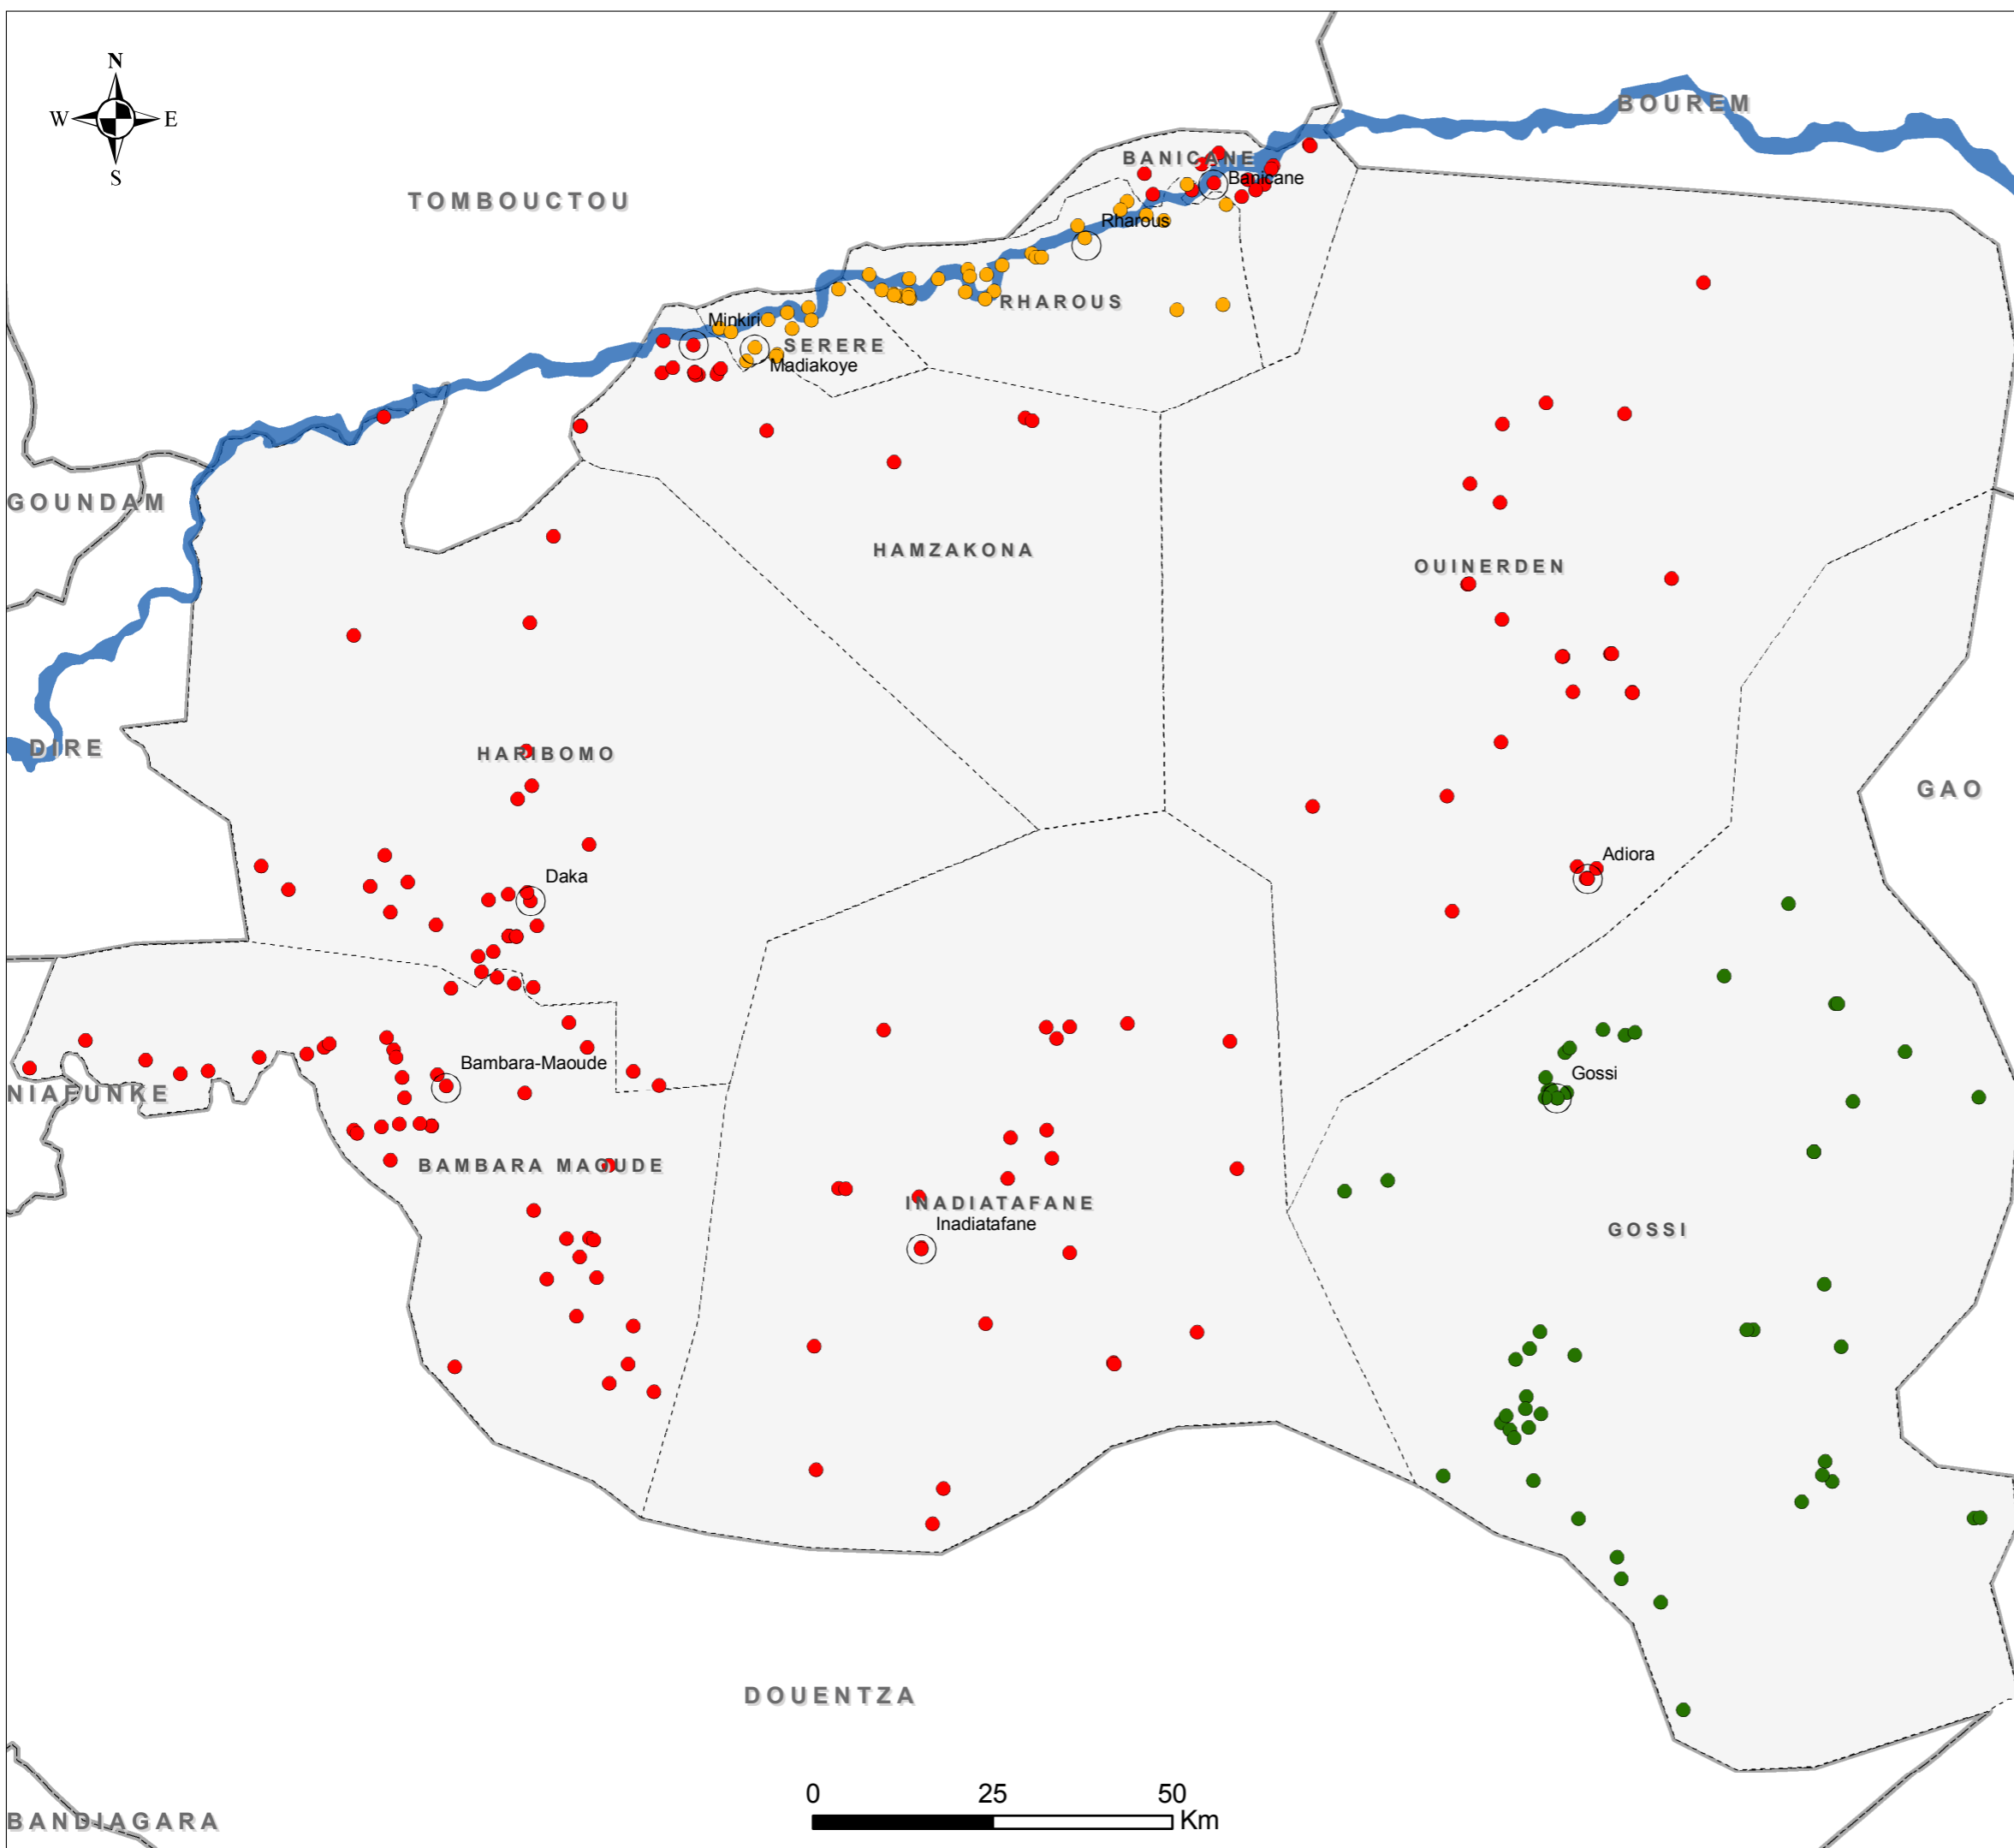 N
W E
S
BOUREM
BANICANE
Banicane
TOMBOUCTOU
Rharous
RHAROUS
Minkiri
SERERE
Madiakoye
GOUNDAM
HAMZAKONA
OUINERDEN
DIRE
HARIBOMO
GAO
Adiora
Daka
Bambara-Maoude
Gossi
NIAFUNKE
BAMBARA MAOUDE
INADIATAFANE
Inadiatafane
GOSSI
DOUENTZA
0 25 50
Km
BANDIAGARA